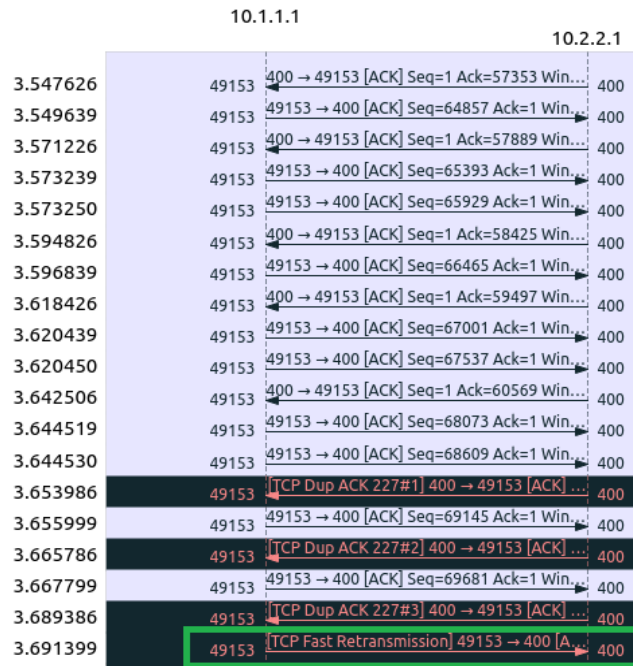 10.1.1.1
10.2.2.1
3.547626 49153 400 → 49153 [ACK] Seq=1 Ack=57353 Win... 400
3.549639 49153 49153 → 400 [ACK] Seq=64857 Ack=1 Win... 400
3.571226 49153 400 → 49153 [ACK] Seq=1 Ack=57889 Win... 400
3.573239 49153 49153 → 400 [ACK] Seq=65393 Ack=1 Win... 400
3.573250 49153 49153 → 400 [ACK] Seq=65929 Ack=1 Win... 400
3.594826 49153 400 → 49153 [ACK] Seq=1 Ack=58425 Win... 400
3.596839 49153 49153 → 400 [ACK] Seq=66465 Ack=1 Win... 400
3.618426 49153 400 → 49153 [ACK] Seq=1 Ack=59497 Win... 400
3.620439 49153 49153 → 400 [ACK] Seq=67001 Ack=1 Win... 400
3.620450 49153 49153 → 400 [ACK] Seq=67537 Ack=1 Win... 400
3.642506 49153 400 → 49153 [ACK] Seq=1 Ack=60569 Win... 400
3.644519 49153 49153 → 400 [ACK] Seq=68073 Ack=1 Win... 400
3.644530 49153 49153 → 400 [ACK] Seq=68609 Ack=1 Win... 400
3.653986 49153 [TCP Dup ACK 227#1] 400 → 49153 [ACK] ... 400
3.655999 49153 49153 → 400 [ACK] Seq=69145 Ack=1 Win... 400
3.665786 49153 [TCP Dup ACK 227#2] 400 → 49153 [ACK] ... 400
3.667799 49153 49153 → 400 [ACK] Seq=69681 Ack=1 Win... 400
3.689386 49153 [TCP Dup ACK 227#3] 400 → 49153 [ACK] ... 400
3.691399 49153 [TCP Fast Retransmission] 49153 → 400 [A... 400